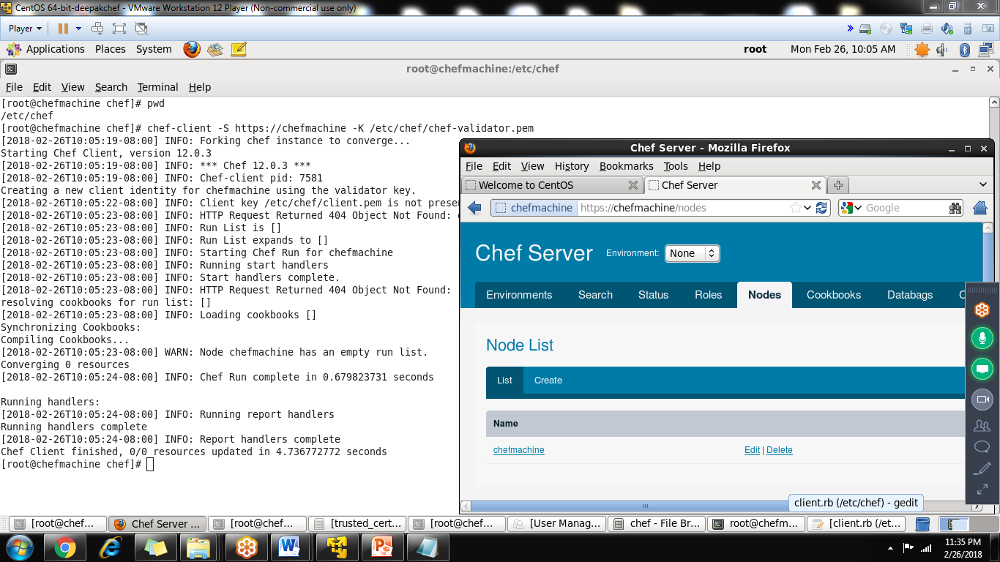 CentOS 64-bit-deepakchef - VMware Workstation 12 Player (Non-commercial use only)
Player
Applications Places System root Mon Feb 26, 10:05 AM
root@chefmachine:/etc/chef
File Edit View Search Terminal Help
[root@chefmachine chef]# pwd
/etc/chef
[root@chefmachine chef]# chef-client -S https://chefmachine -K /etc/chef/chef-validator.pem
[2018-02-26T10:05:19-08:00] INFO: Forking chef instance to converge...
Starting Chef Client, version 12.0.3
[2018-02-26T10:05:19-08:00] INFO: *** Chef 12.0.3 ***
[2018-02-26T10:05:19-08:00] INFO: Chef-client pid: 7581
Creating a new client identity for chefmachine using the validator key.
[2018-02-26T10:05:22-08:00] INFO: Client key /etc/chef/client.pem is not prese
[2018-02-26T10:05:23-08:00] INFO: HTTP Request Returned 404 Object Not Found:
[2018-02-26T10:05:23-08:00] INFO: Run List is []
[2018-02-26T10:05:23-08:00] INFO: Run List expands to []
[2018-02-26T10:05:23-08:00] INFO: Starting Chef Run for chefmachine
[2018-02-26T10:05:23-08:00] INFO: Running start handlers
[2018-02-26T10:05:23-08:00] INFO: Start handlers complete.
[2018-02-26T10:05:23-08:00] INFO: HTTP Request Returned 404 Object Not Found:
resolving cookbooks for run list: []
[2018-02-26T10:05:23-08:00] INFO: Loading cookbooks []
Synchronizing Cookbooks:
Compiling Cookbooks...
[2018-02-26T10:05:23-08:00] WARN: Node chefmachine has an empty run list.
Converging 0 resources
[2018-02-26T10:05:24-08:00] INFO: Chef Run complete in 0.679823731 seconds
Running handlers:
[2018-02-26T10:05:24-08:00] INFO: Running report handlers
Running handlers complete
[2018-02-26T10:05:24-08:00] INFO: Report handlers complete
Chef Client finished, 0/0 resources updated in 4.736772772 seconds
[root@chefmachine chef]#
Chef Server - Mozilla Firefox
File Edit View History Bookmarks Tools Help
Welcome to CentOS Chef Server
chefmachine https://chefmachine/nodes Google
Chef Server Environment: None
Environments Search Status Roles Nodes Cookbooks Databags C
Node List
List Create
Name
chefmachine Edit | Delete
client.rb (/etc/chef) - gedit
[root@chef... Chef Server ... [root@chef... [trusted_cert... [root@chef... [User Manag... chef - File Br... root@chefm... [client.rb (/et...
11:35 PM
2/26/2018